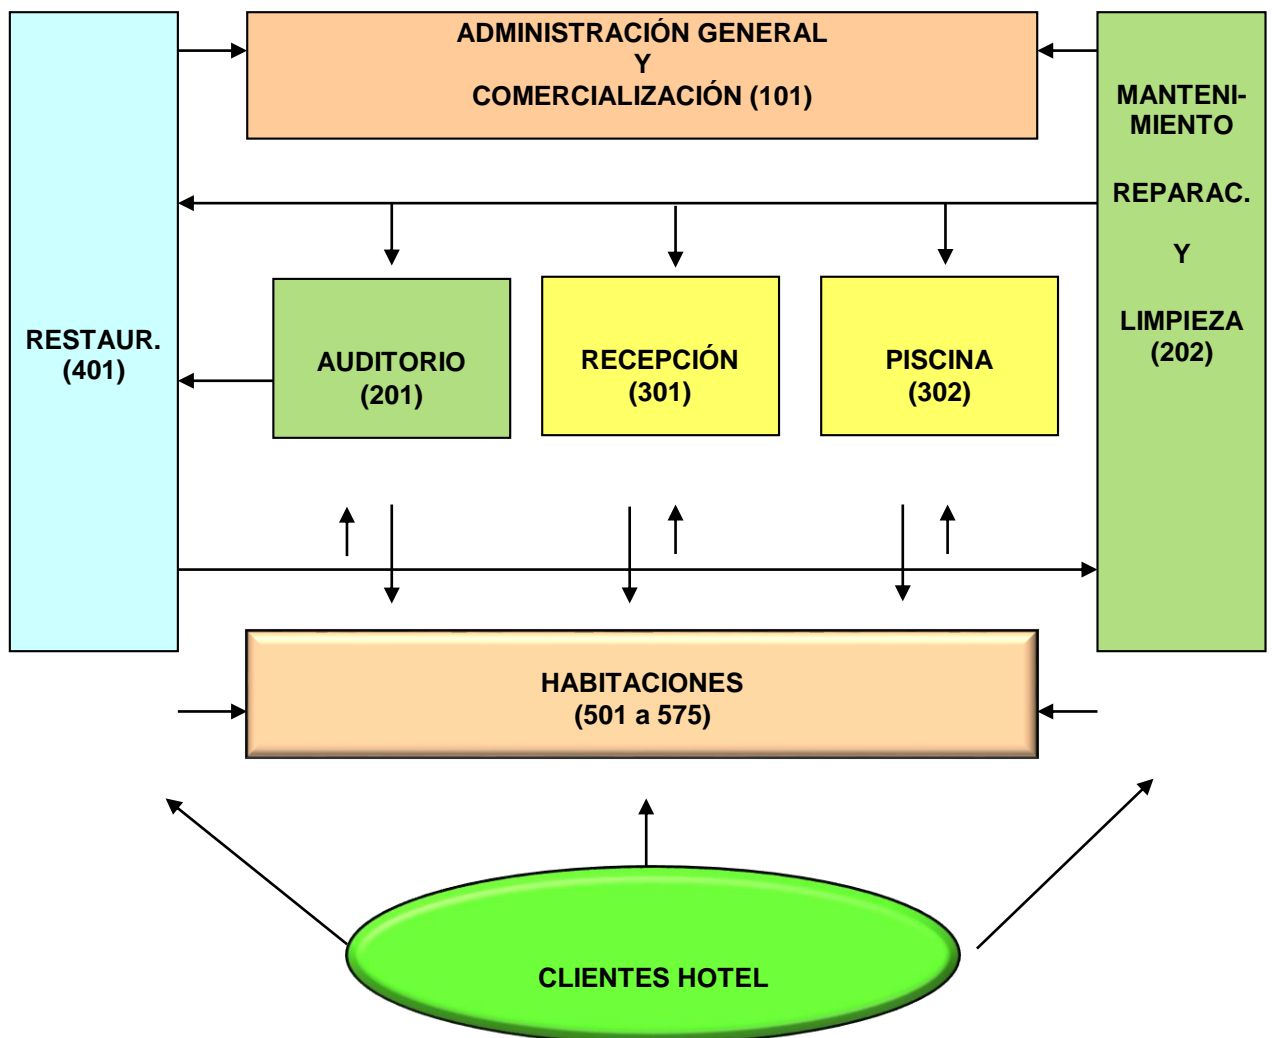 ADMINISTRACIÓN GENERAL
Y
COMERCIALIZACIÓN (101)
MANTENI-
MIENTO
REPARAC.
Y
LIMPIEZA
(202)
RESTAUR.
(401)
AUDITORIO
(201)
RECEPCIÓN
(301)
PISCINA
(302)
HABITACIONES
(501 a 575)
CLIENTES HOTEL